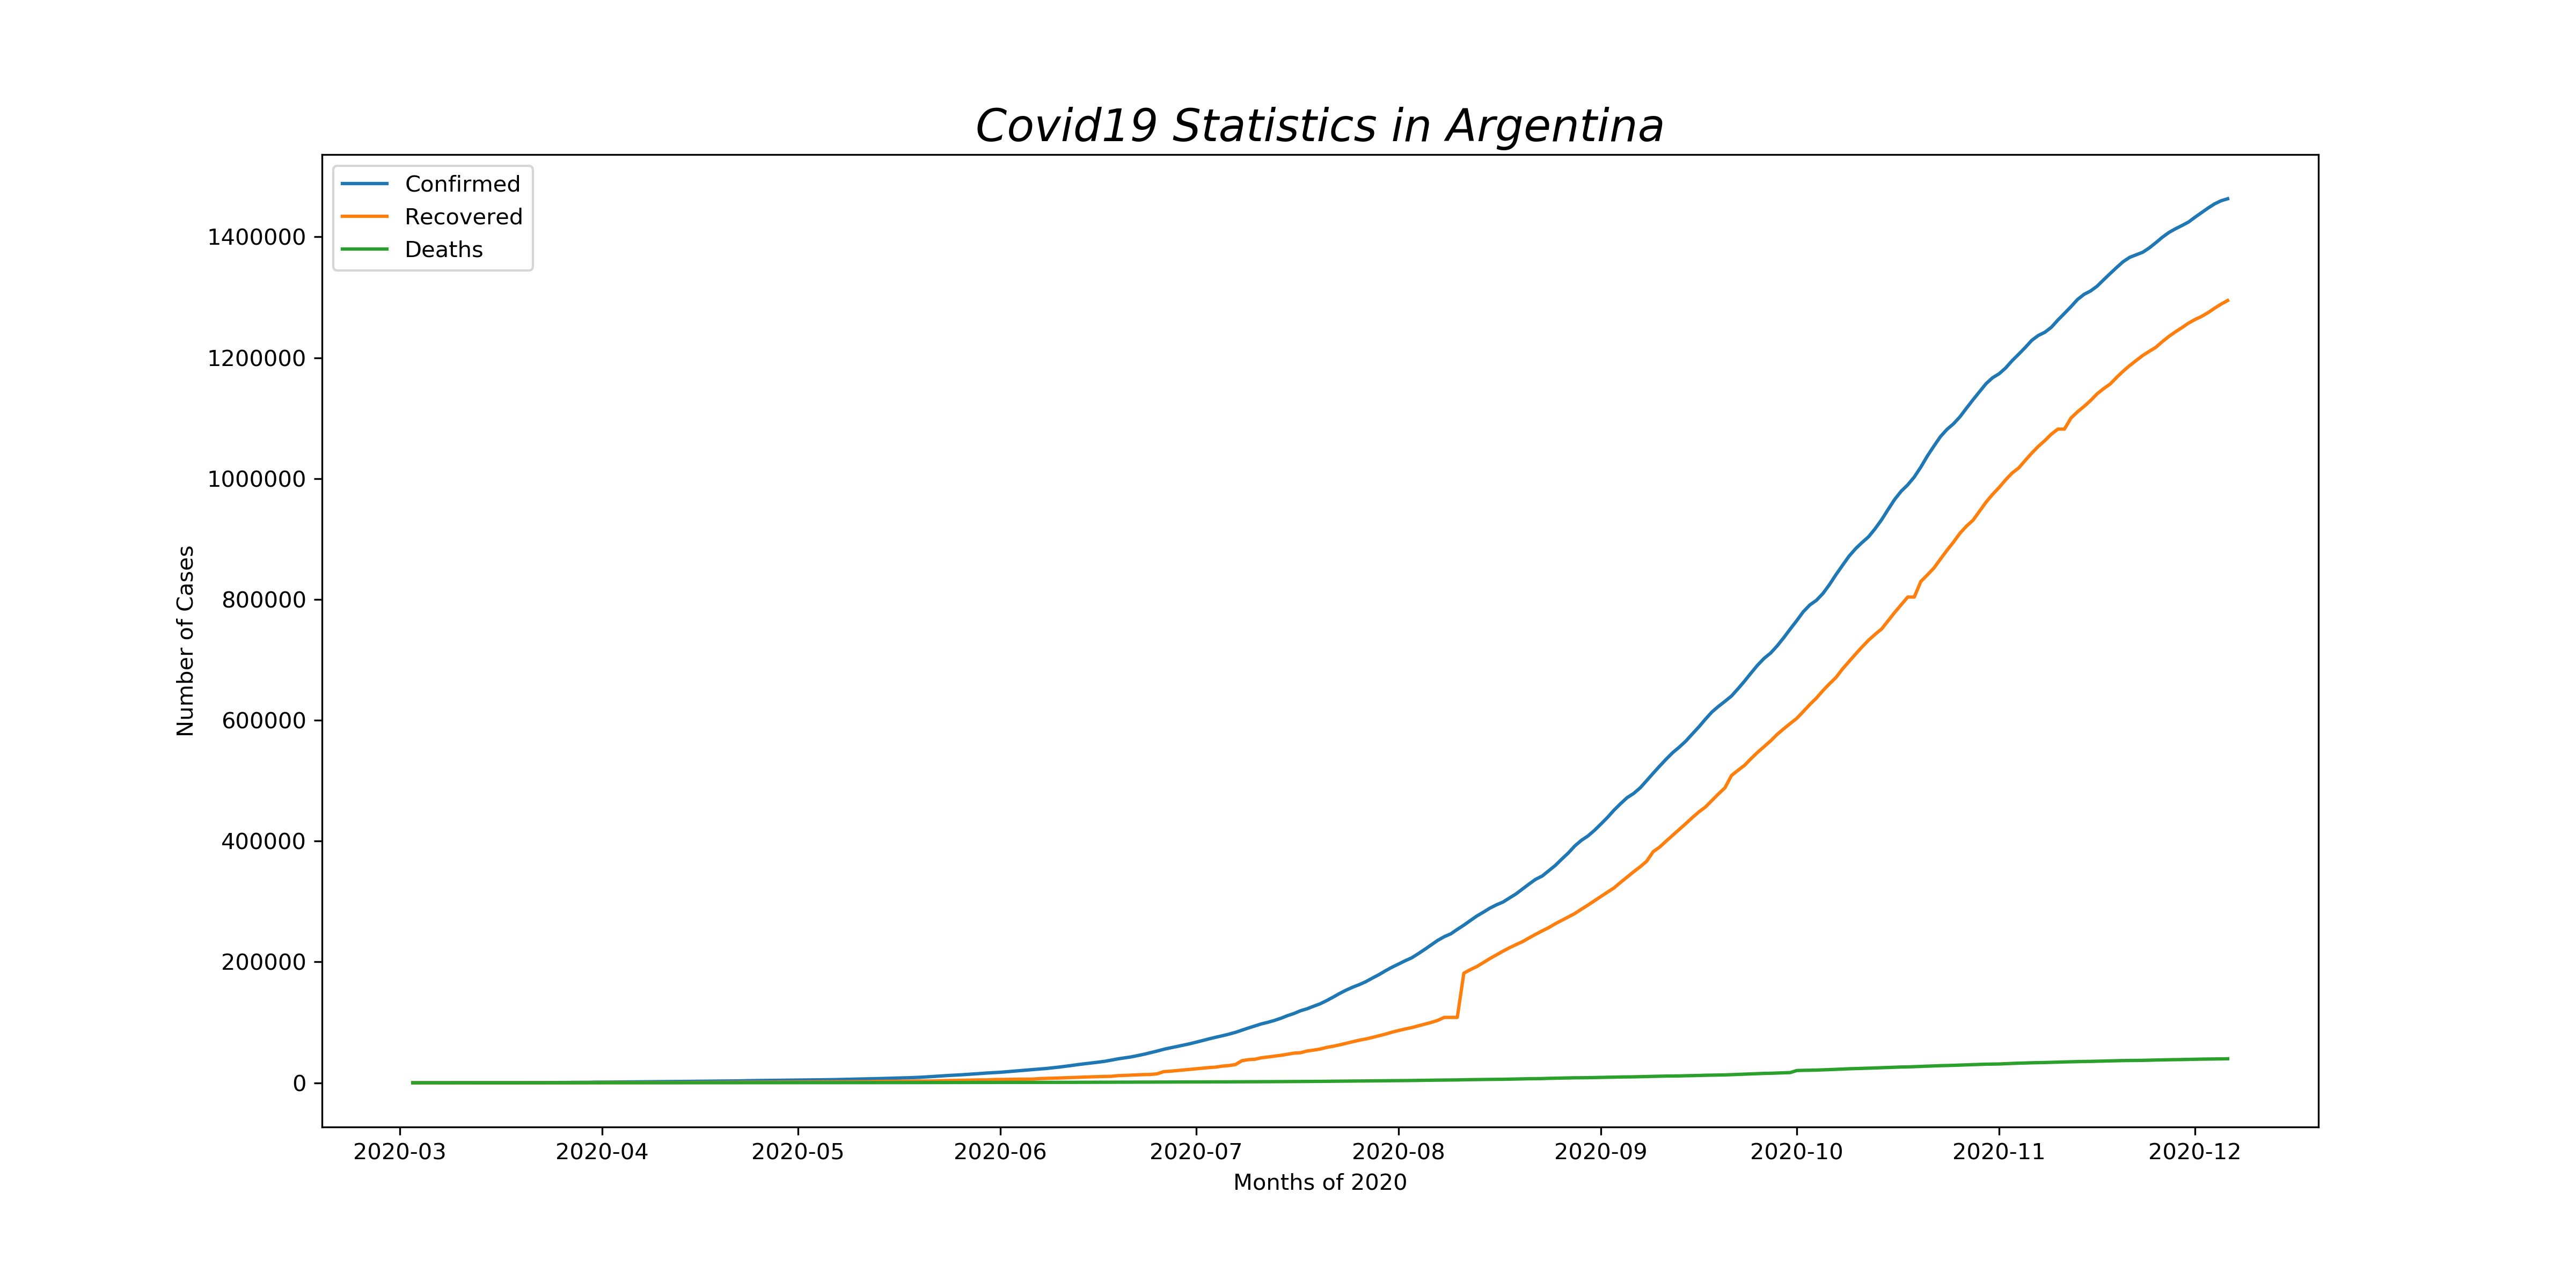 Covid19 Statistics in Argentina
Confirmed
Recovered
Deaths
1400000
1200000
1000000
800000
600000
400000
200000
0
Number of Cases
2020-03 2020-04 2020-05 2020-06 2020-07 2020-08 2020-09 2020-10 2020-11 2020-12
Months of 2020